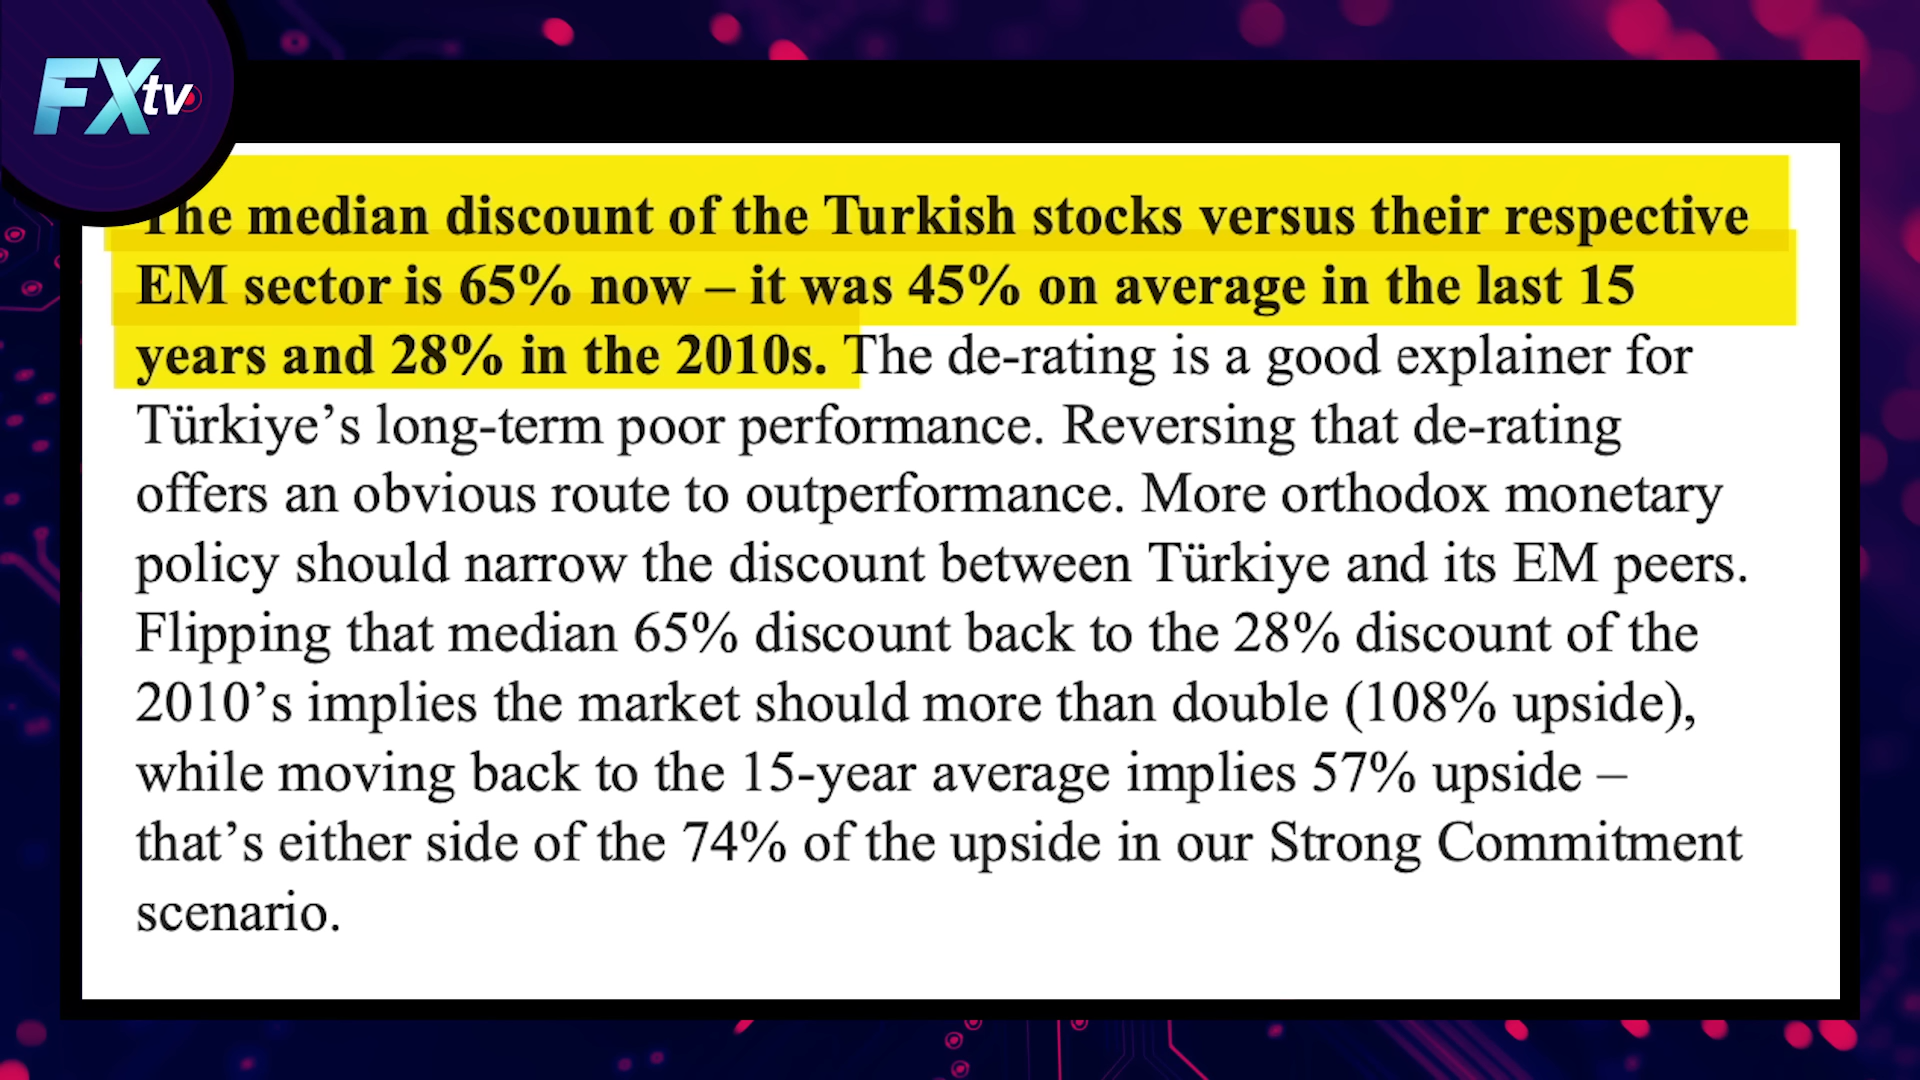 FXtv
The median discount of the Turkish stocks versus their respective
EM sector is 65% now – it was 45% on average in the last 15
years and 28% in the 2010s. The de-rating is a good explainer for
Türkiye’s long-term poor performance. Reversing that de-rating
offers an obvious route to outperformance. More orthodox monetary
policy should narrow the discount between Türkiye and its EM peers.
Flipping that median 65% discount back to the 28% discount of the
2010’s implies the market should more than double (108% upside),
while moving back to the 15-year average implies 57% upside –
that’s either side of the 74% of the upside in our Strong Commitment
scenario.